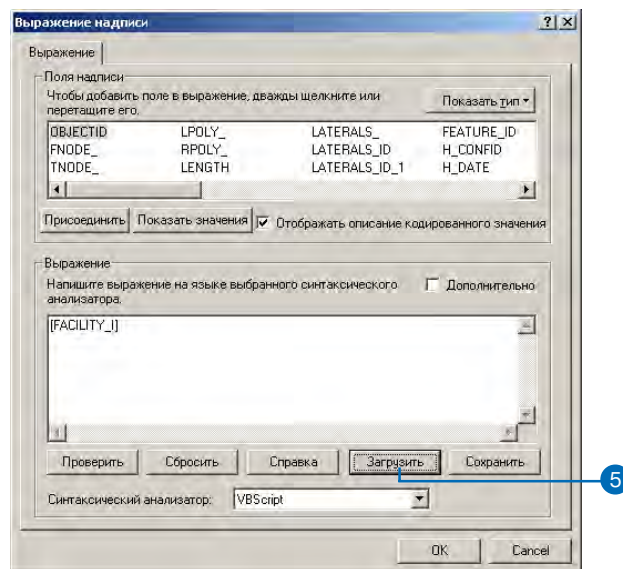 Выражение надписи
Выражение
Поля надписи
Чтобы добавить поле в выражение, дважды щелкните или
перетащите его.
Показать тип
OBJECTID LPOLY_ LATERALS_ FEATURE_ID
FNODE_ RPOLY_ LATERALS_ID H_CONFID
TNODE_ LENGTH LATERALS_ID_1 H_DATE
Присоединить Показать значения Отображать описание кодированного значения
Выражение
Напишите выражение на языке выбранного синтаксического
анализатора.
Дополнительно
[FACILITY_I]
Проверить Сбросить Справка Загрузить Сохранить
5
Синтаксический анализатор: VBScript
OK Cancel